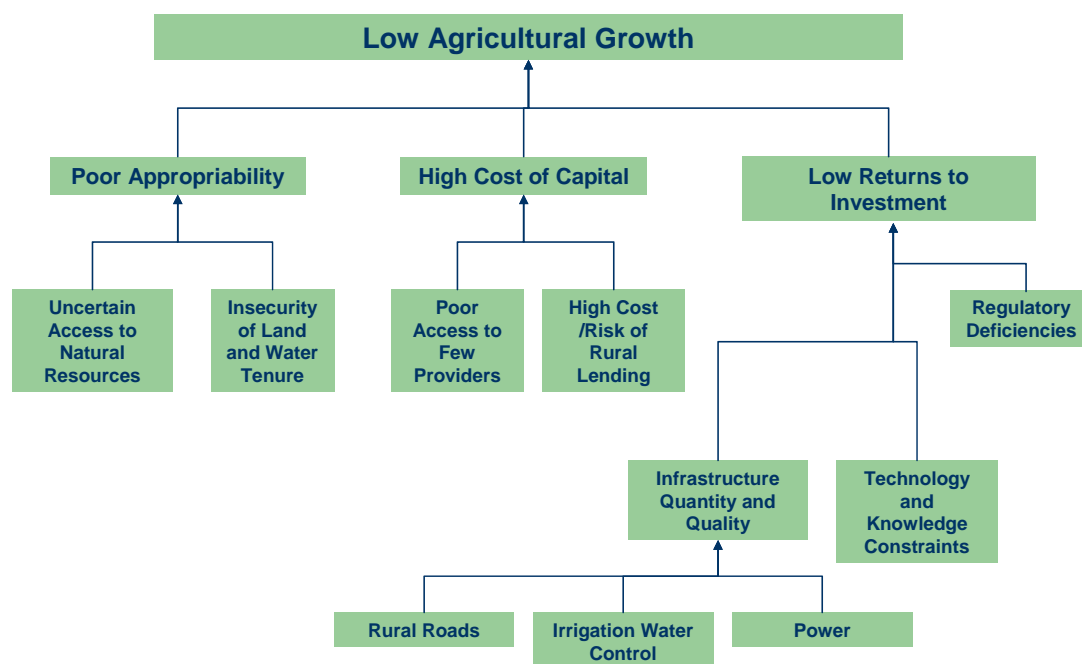 Low Agricultural Growth
Poor Appropriability
High Cost of Capital
Low Returns to
Investment
Uncertain
Access to
Natural
Resources
Insecurity
of Land
and Water
Tenure
Poor
Access to
Few
Providers
High Cost
/Risk of
Rural
Lending
Regulatory
Deficiencies
Infrastructure
Quantity and
Quality
Technology
and
Knowledge
Constraints
Rural Roads
Irrigation Water
Control
Power